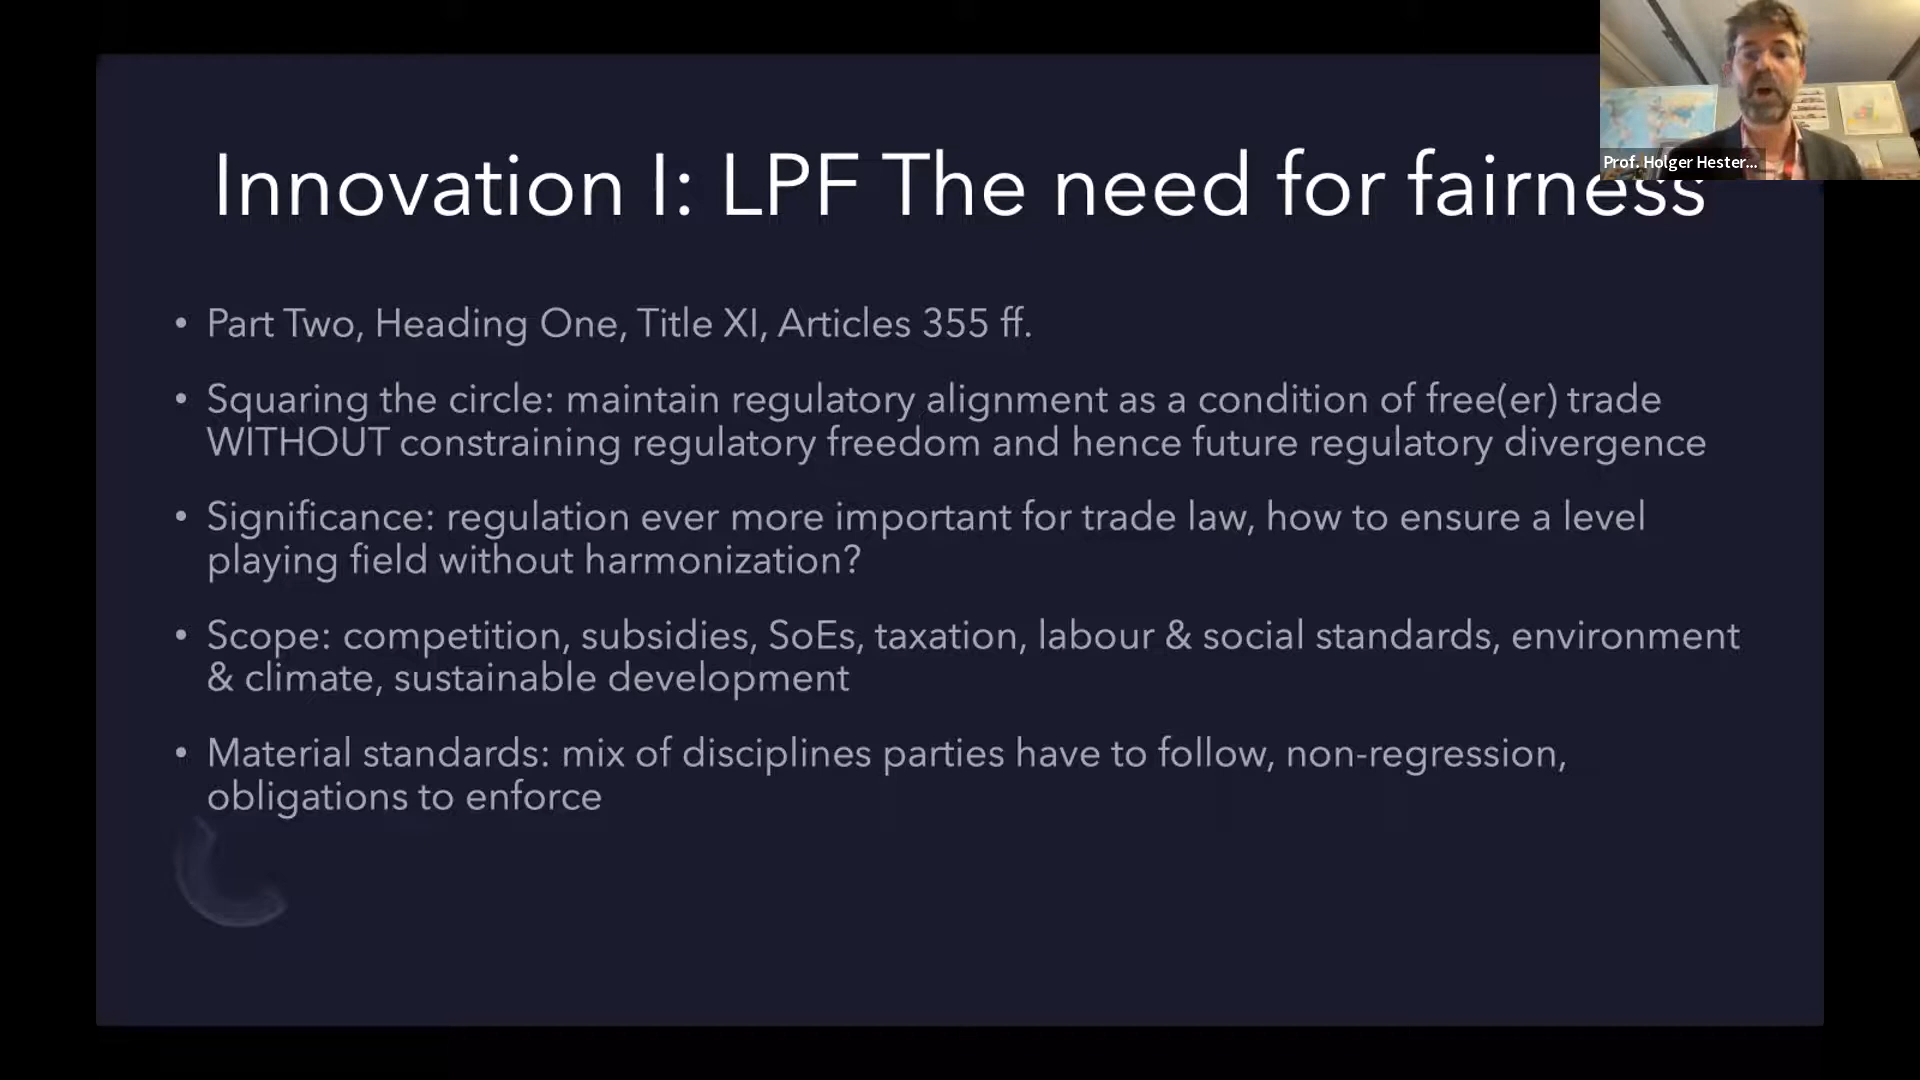 Prof. Holger Hester...
Innovation I: LPF The need for fairness
• Part Two, Heading One, Title XI, Articles 355 ff.
• Squaring the circle: maintain regulatory alignment as a condition of free(er) trade
WITHOUT constraining regulatory freedom and hence future regulatory divergence
• Significance: regulation ever more important for trade law, how to ensure a level
playing field without harmonization?
• Scope: competition, subsidies, SoEs, taxation, labour & social standards, environment
& climate, sustainable development
• Material standards: mix of disciplines parties have to follow, non-regression,
obligations to enforce